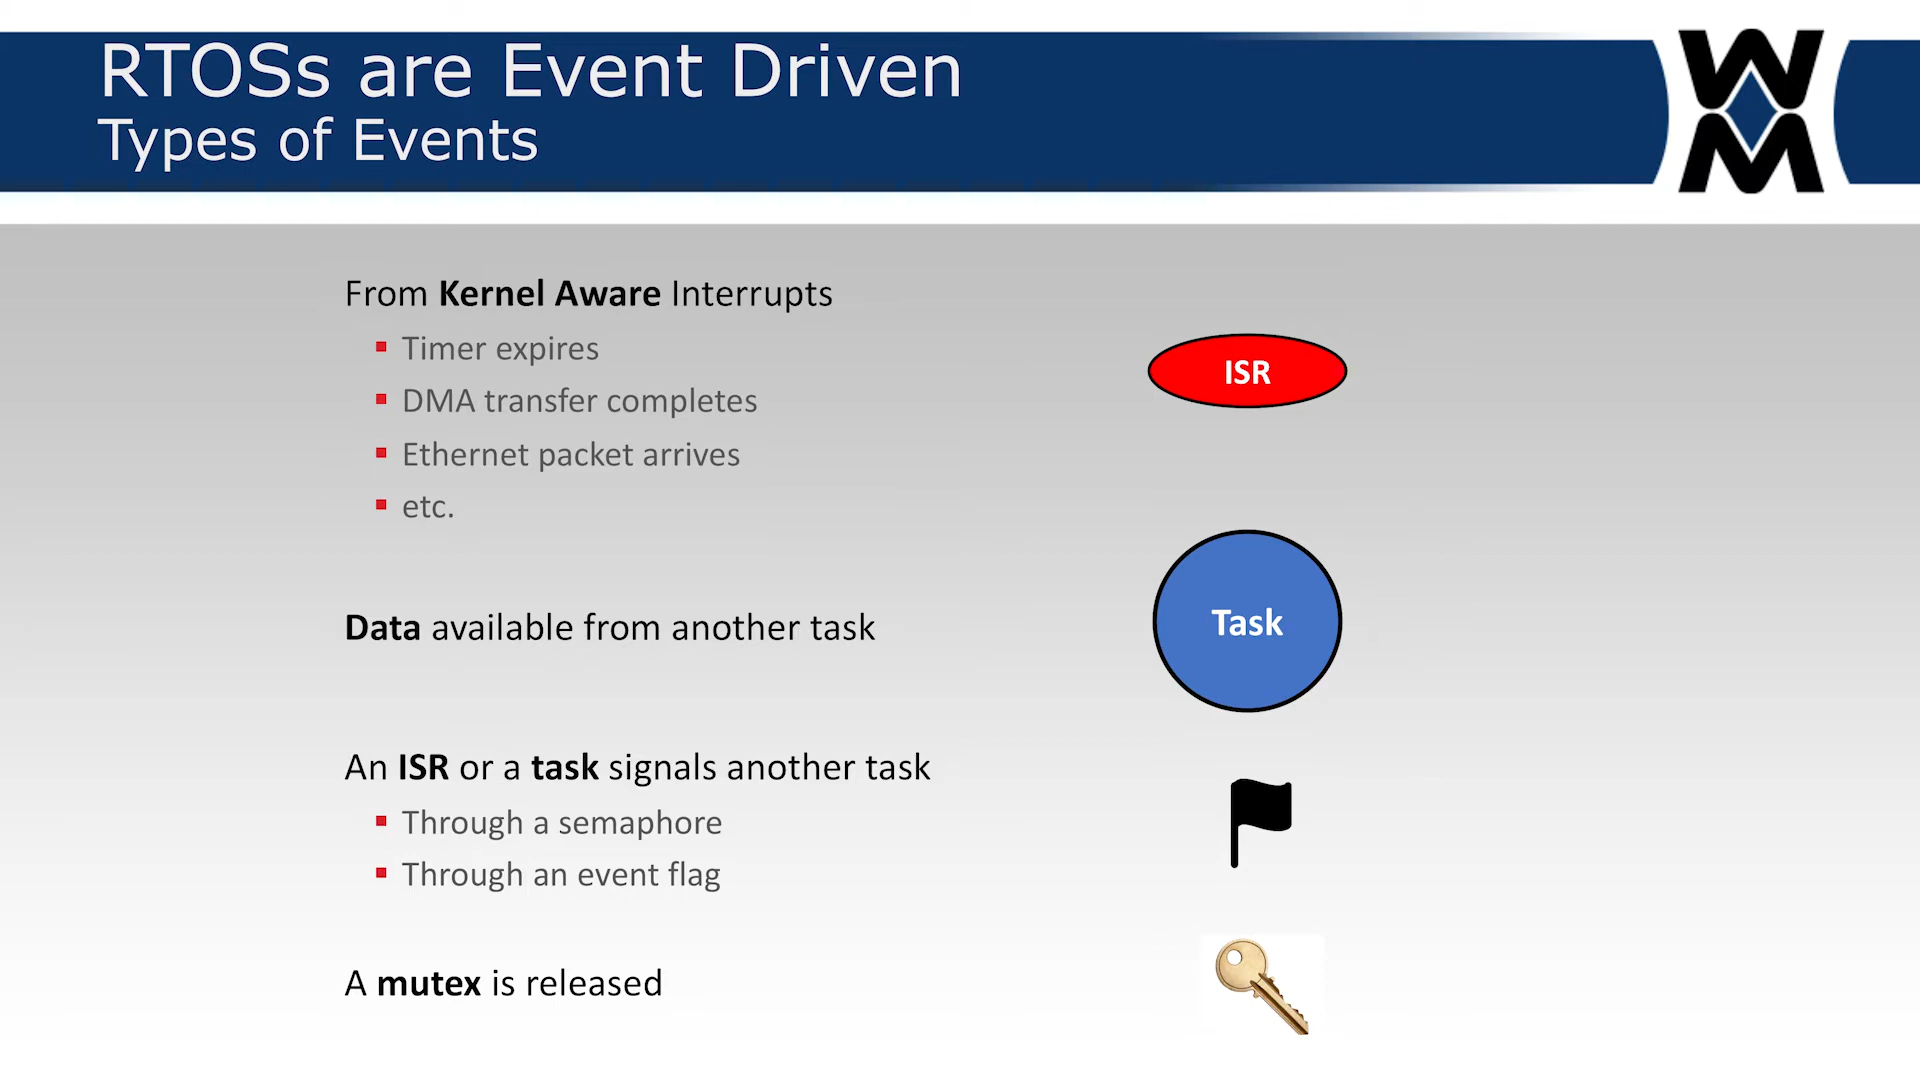 RTOSs are Event Driven
Types of Events
WM
From Kernel Aware Interrupts
Timer expires
DMA transfer completes
Ethernet packet arrives
etc.
ISR
Data available from another task
Task
An ISR or a task signals another task
Through a semaphore
Through an event flag
A mutex is released